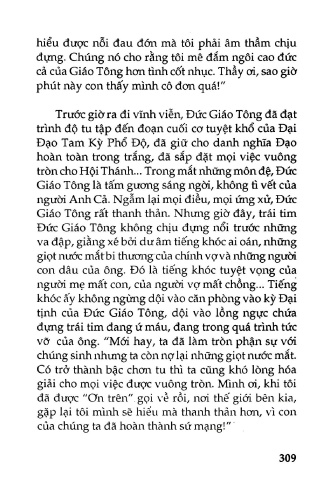 hiểu được nỗi đau đớn mà tôi phải âm thầm chịu
đựng. Chúng nó cho rằng tôi mê đắm ngôi cao đức
cả của Giáo Tông hơn tình cốt nhục. Thầy ơi, sao giờ
phút này con thấy mình cô đơn quá!”
Trước giờ ra đi vĩnh viễn, Đức Giáo Tông đã đạt
trình độ tu tập đến đoạn cuối cơ tuyệt khổ của Đại
Đạo Tam Kỳ Phổ Độ, đã giữ cho danh nghĩa Đạo
hoàn toàn trong trắng, đã sắp đặt mọi việc vuông
tròn cho Hội Thánh... Trong mắt những môn đệ, Đức
Giáo Tông là tấm gương sáng ngời, không tì vết của
người Anh Cả. Ngẫm lại mọi điều, mọi ứng xử, Đức
Giáo Tông rất thanh thản. Nhưng giờ đây, trái tim
Đức Giáo Tông không chịu đựng nổi trước những
va đập, giằng xé bởi dư âm tiếng khóc ai oán, những
giọt nước mắt bi thương của chính vợ và những người
con dâu của ông. Đó là tiếng khóc tuyệt vọng của
người mẹ mất con, của người vợ mất chồng... Tiếng
khóc ấy không ngừng dội vào căn phòng vào kỳ Đại
tịnh của Đức Giáo Tông, dội vào lồng ngực chứa
đựng trái tim đang ứ máu, đang trong quá trình tức
vỡ của ông. “Mới hay, ta đã làm tròn phận sự với
chúng sinh nhưng ta còn nợ lại những giọt nước mắt.
Có trở thành bậc chơn tu thì ta cũng khó lòng hóa
giải cho mọi việc được vuông tròn. Mình ơi, khi tôi
đã được “Ơn trên” gọi về rồi, nơi thế giới bên kia,
gặp lại tôi mình sẽ hiểu mà thanh thản hơn, vì con
của chúng ta đã hoàn thành sứ mạng!”
309